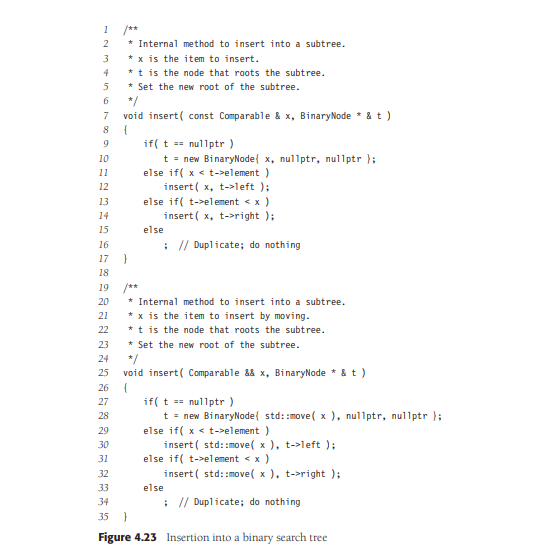 1 /**
2 * Internal method to insert into a subtree.
3 * x is the item to insert.
4 * t is the node that roots the subtree.
5 * Set the new root of the subtree.
6 */
7 void insert( const Comparable & x, BinaryNode * & t )
8 {
9 if( t == nullptr )
10 t = new BinaryNode{ x, nullptr, nullptr };
11 else if( x < t->element )
12 insert( x, t->left );
13 else if( t->element < x )
14 insert( x, t->right );
15 else
16 ; // Duplicate; do nothing
17 }
18
19 /**
20 * Internal method to insert into a subtree.
21 * x is the item to insert by moving.
22 * t is the node that roots the subtree.
23 * Set the new root of the subtree.
24 */
25 void insert( Comparable && x, BinaryNode * & t )
26 {
27 if( t == nullptr )
28 t = new BinaryNode{ std::move( x ), nullptr, nullptr };
29 else if( x < t->element )
30 insert( std::move( x ), t->left );
31 else if( t->element < x )
32 insert( std::move( x ), t->right );
33 else
34 ; // Duplicate; do nothing
35 }
Figure 4.23 Insertion into a binary search tree